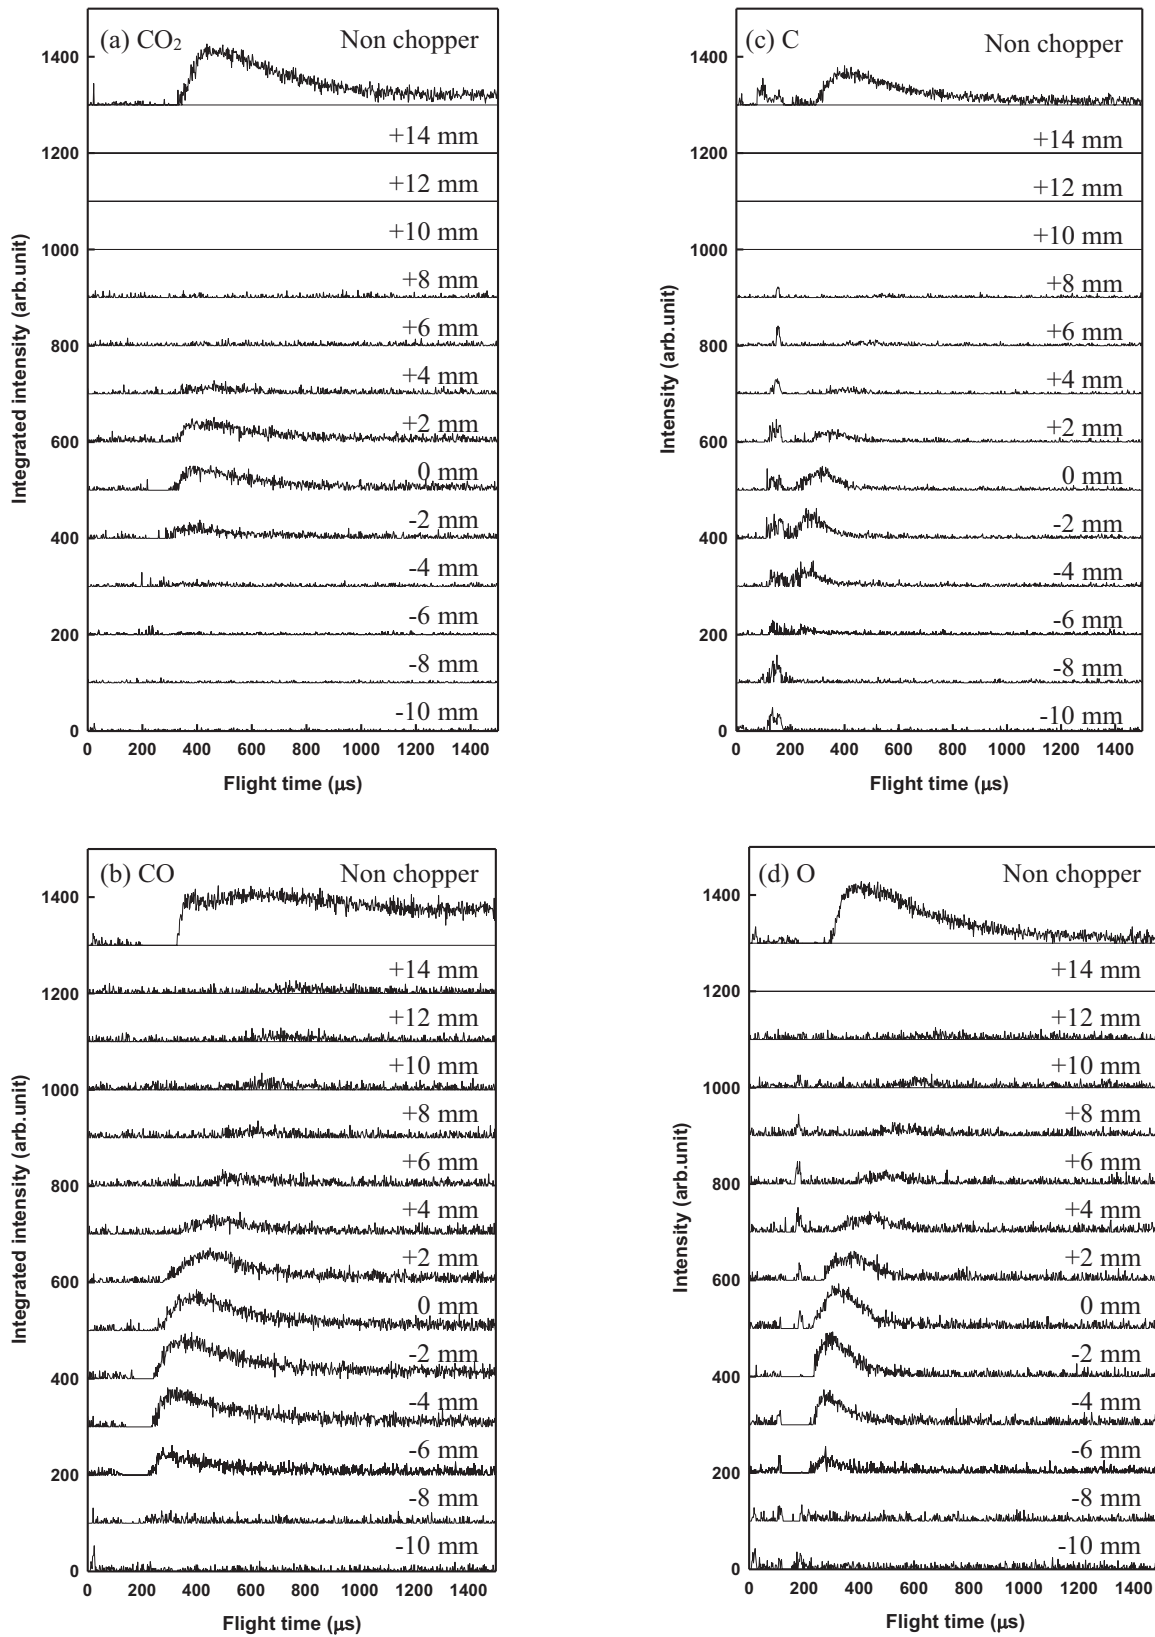 (a) CO₂ Non chopper
1400
+14 mm
1200
+12 mm
+10 mm
1000
+8 mm
+6 mm
800
+4 mm
+2 mm
600
0 mm
-2 mm
400
-4 mm
-6 mm
200
-8 mm
-10 mm
0
0 200 400 600 800 1000 1200 1400
Flight time (μs)
Integrated intensity (arb.unit)
(c) C Non chopper
1400
+14 mm
1200
+12 mm
+10 mm
1000
+8 mm
+6 mm
800
+4 mm
+2 mm
600
0 mm
-2 mm
400
-4 mm
-6 mm
200
-8 mm
-10 mm
0
0 200 400 600 800 1000 1200 1400
Flight time (μs)
Intensity (arb.unit)
(b) CO Non chopper
1400
+14 mm
1200
+12 mm
+10 mm
1000
+8 mm
+6 mm
800
+4 mm
+2 mm
600
0 mm
-2 mm
400
-4 mm
-6 mm
200
-8 mm
-10 mm
0
0 200 400 600 800 1000 1200 1400
Flight time (μs)
Integrated intensity (arb.unit)
(d) O Non chopper
1400
+14 mm
1200
+12 mm
+10 mm
1000
+8 mm
+6 mm
800
+4 mm
+2 mm
600
0 mm
-2 mm
400
-4 mm
-6 mm
200
-8 mm
-10 mm
0
0 200 400 600 800 1000 1200 1400
Flight time (μs)
Intensity (arb.unit)